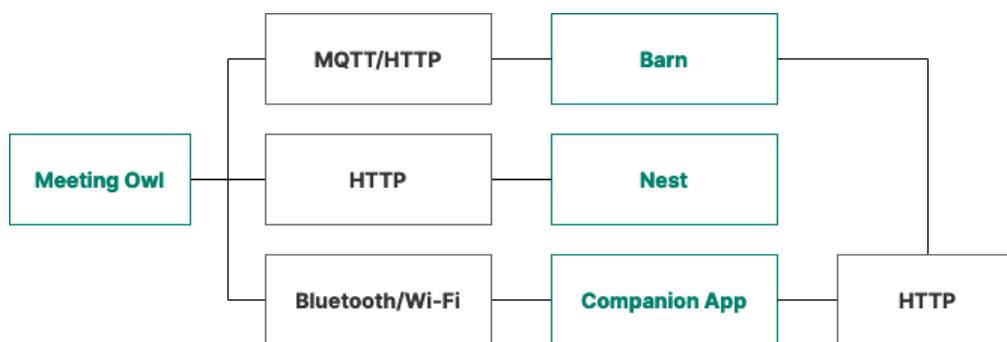 MQTT/HTTP
Barn
Meeting Owl
HTTP
Nest
Bluetooth/Wi-Fi
Companion App
HTTP